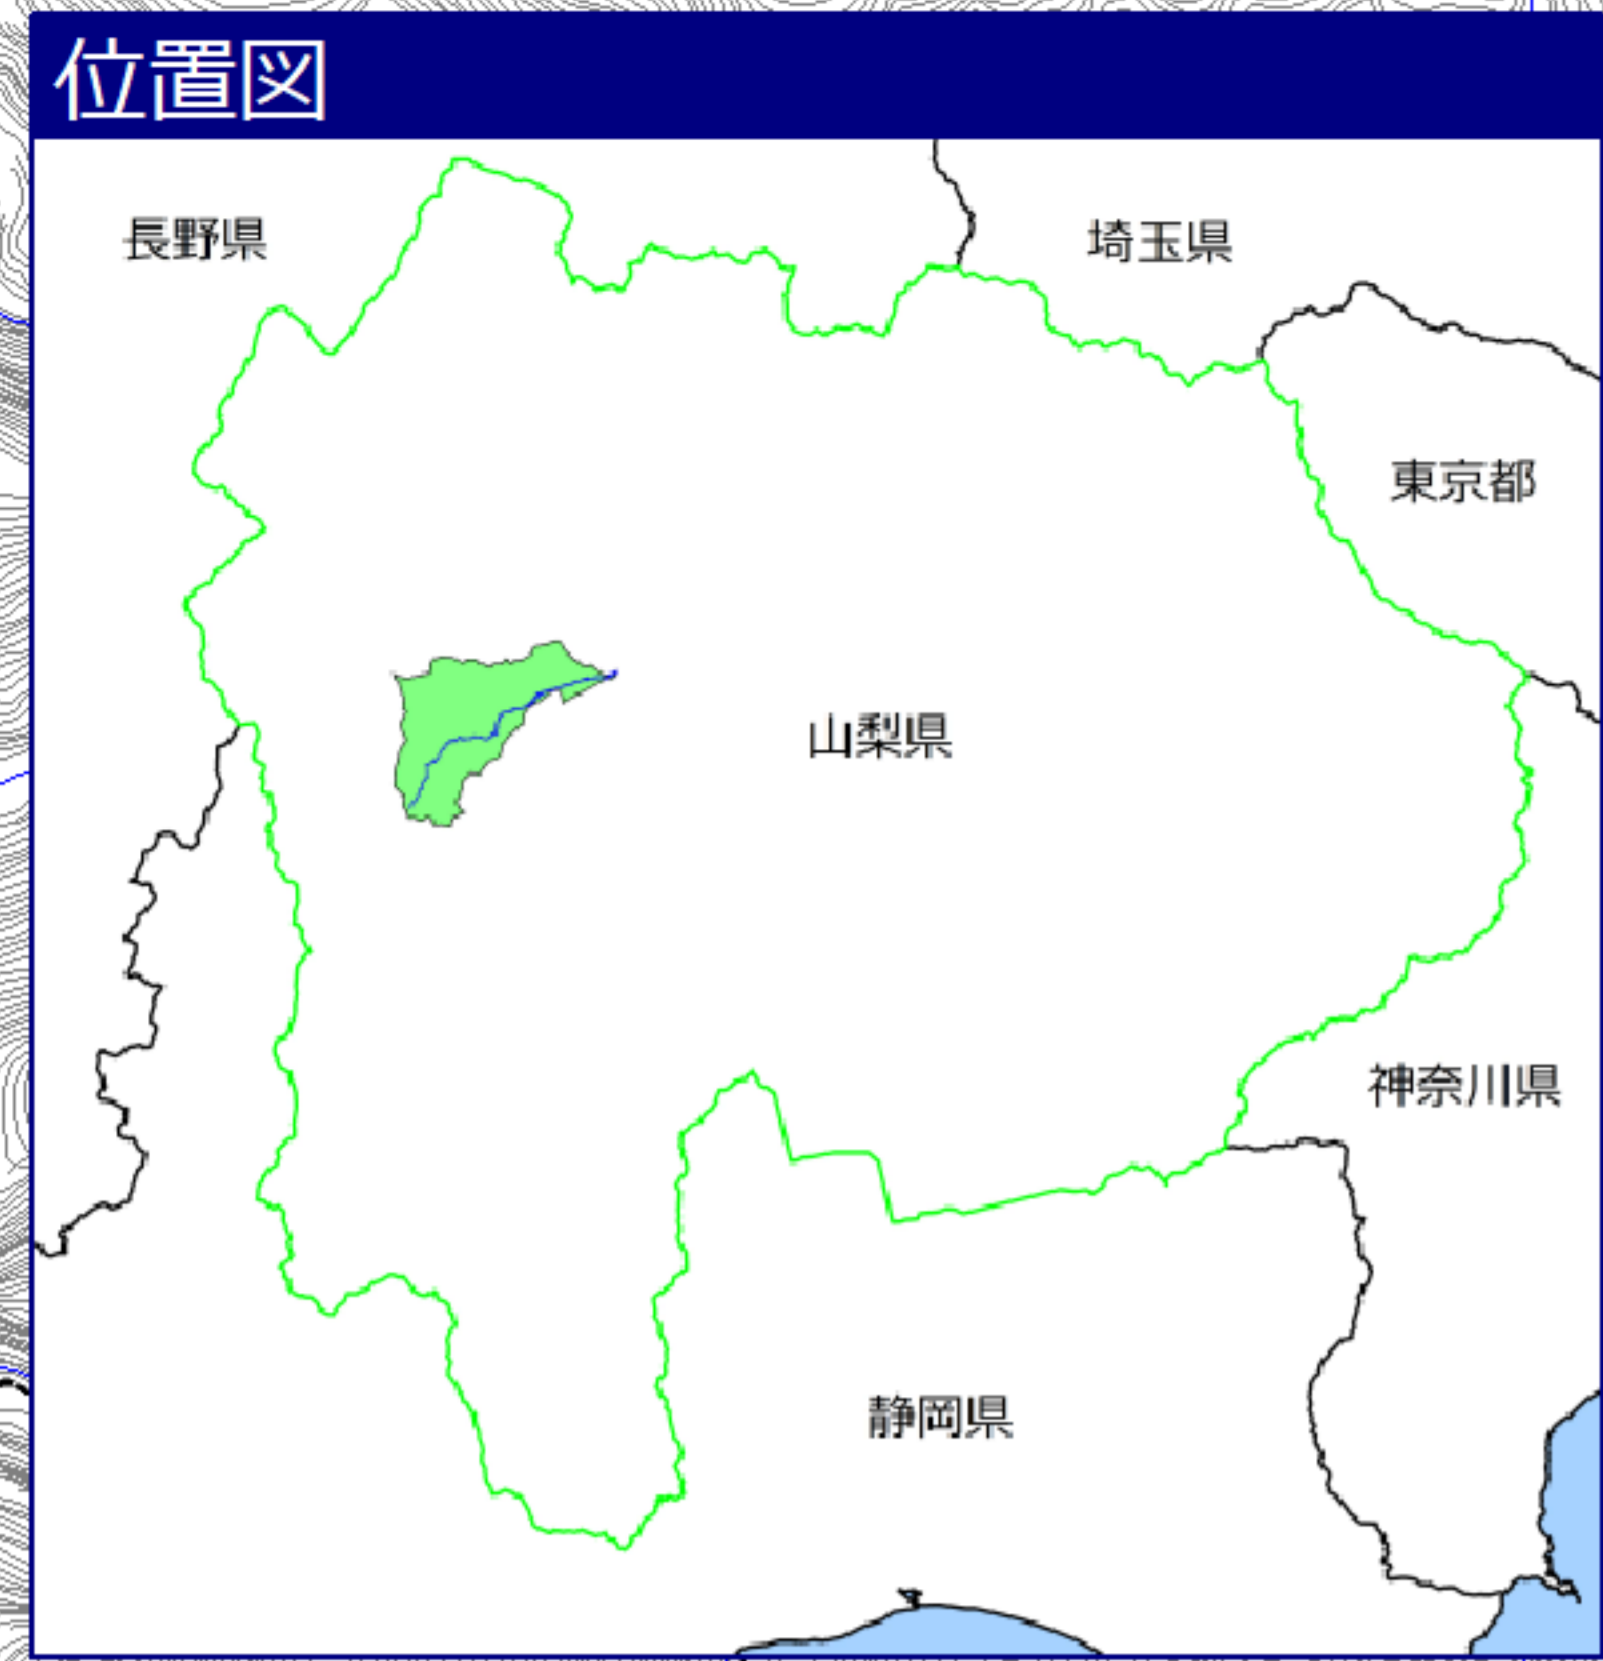 位置図
長野県
埼玉県
東京都
山梨県
神奈川県
静岡県